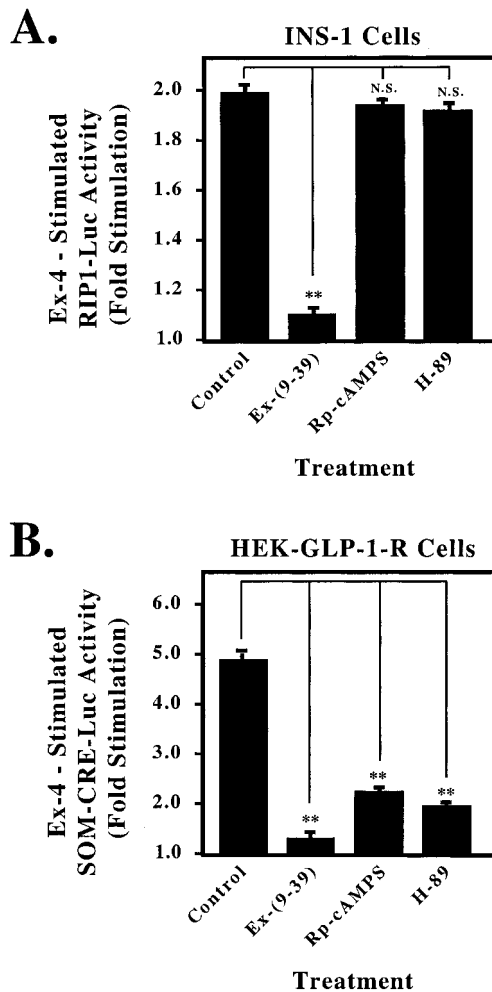 A.
INS-1 Cells
Ex-4 - Stimulated
RIP1-Luc Activity
(Fold Stimulation)
2.0
1.8
1.6
1.4
1.2
1.0
**
N.S.
N.S.
Control
Ex-(9-39)
Rp-cAMPS
H-89
Treatment
B.
HEK-GLP-1-R Cells
Ex-4 - Stimulated
SOM-CRE-Luc Activity
(Fold Stimulation)
6.0
5.0
4.0
3.0
2.0
1.0
**
**
**
Control
Ex-(9-39)
Rp-cAMPS
H-89
Treatment